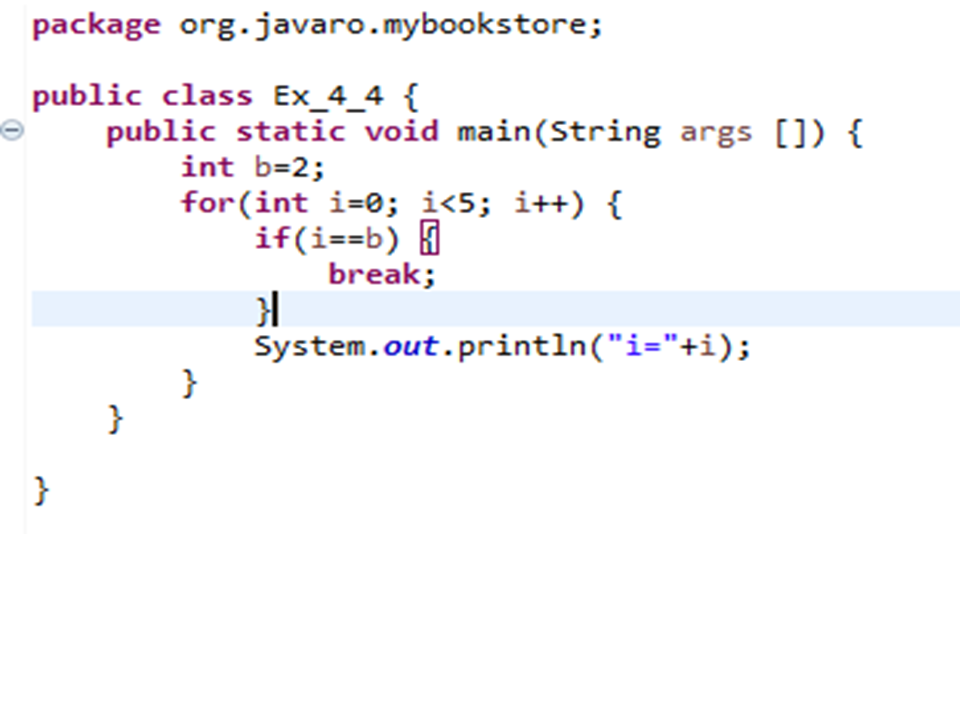 package org.javaro.mybookstore;
public class Ex_4_4 {
public static void main(String args []) {
int b=2;
for(int i=0; i<5; i++) {
if(i==b) {
break;
}
System.out.println("i="+i);
}
}
}